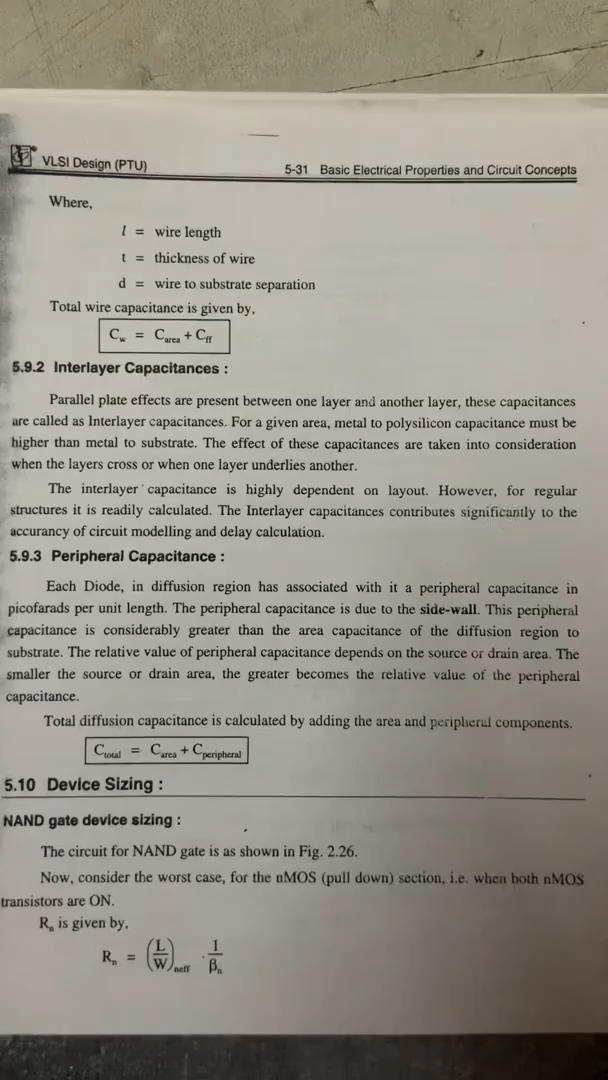 VLSI Design (PTU) 5-31 Basic Electrical Properties and Circuit Concepts
Where,
l = wire length
t = thickness of wire
d = wire to substrate separation
Total wire capacitance is given by,
C_w = C_area + C_ff
5.9.2 Interlayer Capacitances :
Parallel plate effects are present between one layer and another layer, these capacitances
are called as Interlayer capacitances. For a given area, metal to polysilicon capacitance must be
higher than metal to substrate. The effect of these capacitances are taken into consideration
when the layers cross or when one layer underlies another.
The interlayer capacitance is highly dependent on layout. However, for regular
structures it is readily calculated. The Interlayer capacitances contributes significantly to the
accurancy of circuit modelling and delay calculation.
5.9.3 Peripheral Capacitance :
Each Diode, in diffusion region has associated with it a peripheral capacitance in
picofarads per unit length. The peripheral capacitance is due to the side-wall. This peripheral
capacitance is considerably greater than the area capacitance of the diffusion region to
substrate. The relative value of peripheral capacitance depends on the source or drain area. The
smaller the source or drain area, the greater becomes the relative value of the peripheral
capacitance.
Total diffusion capacitance is calculated by adding the area and peripheral components.
C_total = C_area + C_peripheral
5.10 Device Sizing :
NAND gate device sizing :
The circuit for NAND gate is as shown in Fig. 2.26.
Now, consider the worst case, for the nMOS (pull down) section, i.e. when both nMOS
transistors are ON.
R_n is given by,
R_n = (L/W)_neff · 1/β_n